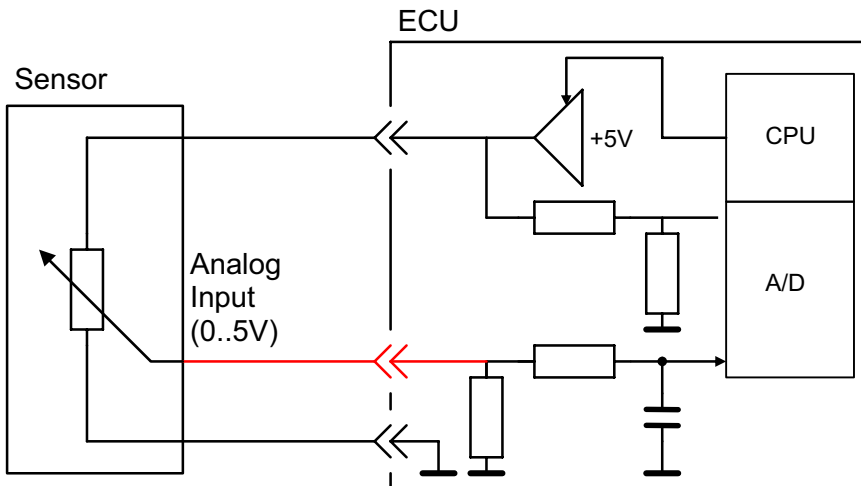 ECU
Sensor
+5V
CPU
Analog
Input
(0..5V)
A/D